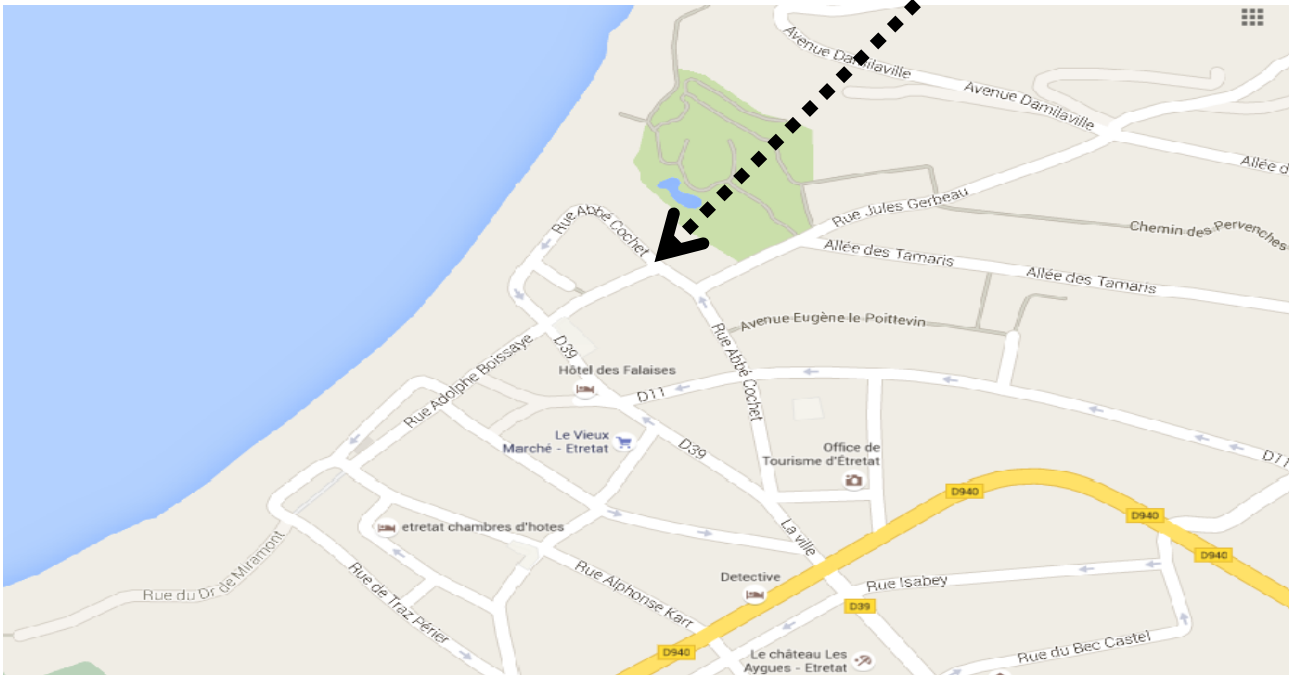 Avenue Damilaville
Avenue Damilaville
Allée d
Rue Jules Gerbeau
Rue Abbé Cochet
Chemin des Pervenches
Allée des Tamaris
Allée des Tamaris
Avenue Eugène le Poittevin
Rue Abbé Cochet
D39
Rue Adolphe Boissaye
Hôtel des Falaises
D11
Le Vieux
Marché - Etretat
D39
Office de
Tourisme d'Étretat
D11
D940
D940
D940
etretat chambres d'hotes
La ville
Rue du Dr de Miramont
Rue de Traz Périer
Rue Alphonse Karr
Detective
Rue Isabey
D39
D940
Le château Les
Aygues - Etretat
Rue du Bec Castel